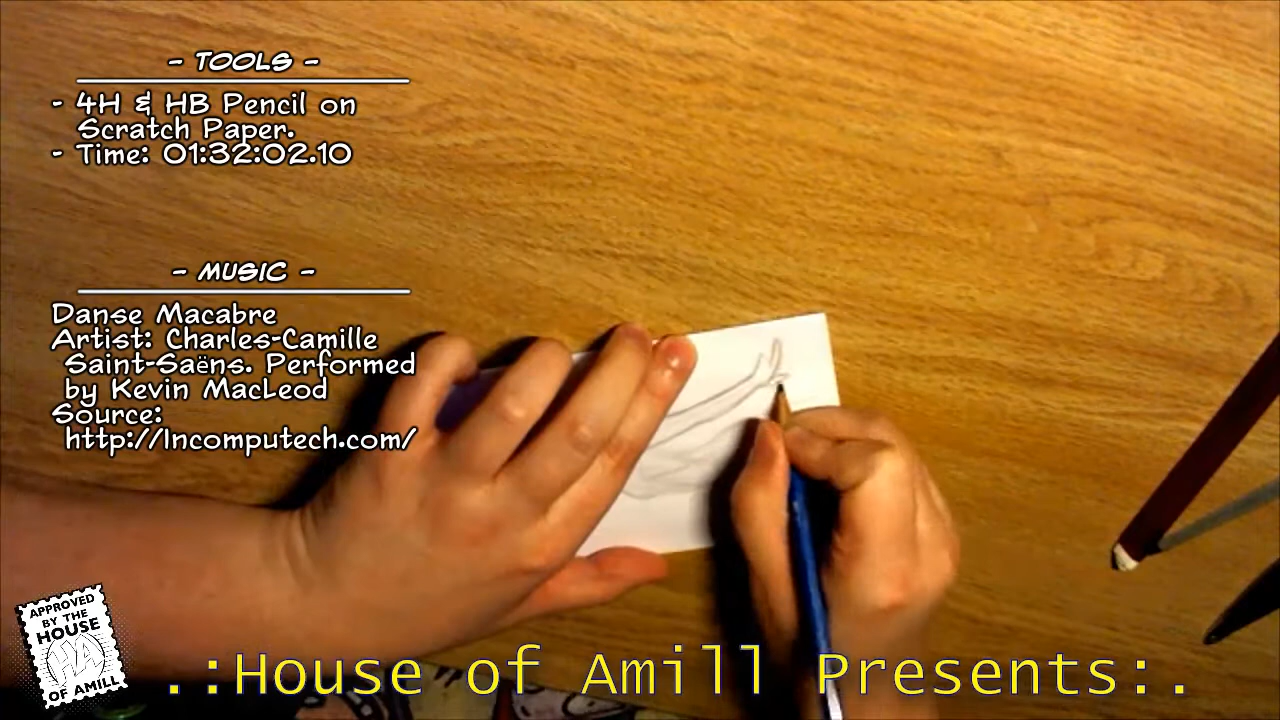 - TOOLS -
- 4H & HB Pencil on
Scratch Paper.
- Time: 01:32:02.10
- MUSIC -
Danse Macabre
Artist: Charles-Camille
Saint-Saëns. Performed
by Kevin MacLeod
Source:
http://Incomputech.com/
APPROVED
BY THE
HOUSE
HA
OF AMILL
.:House of Amill Presents:.